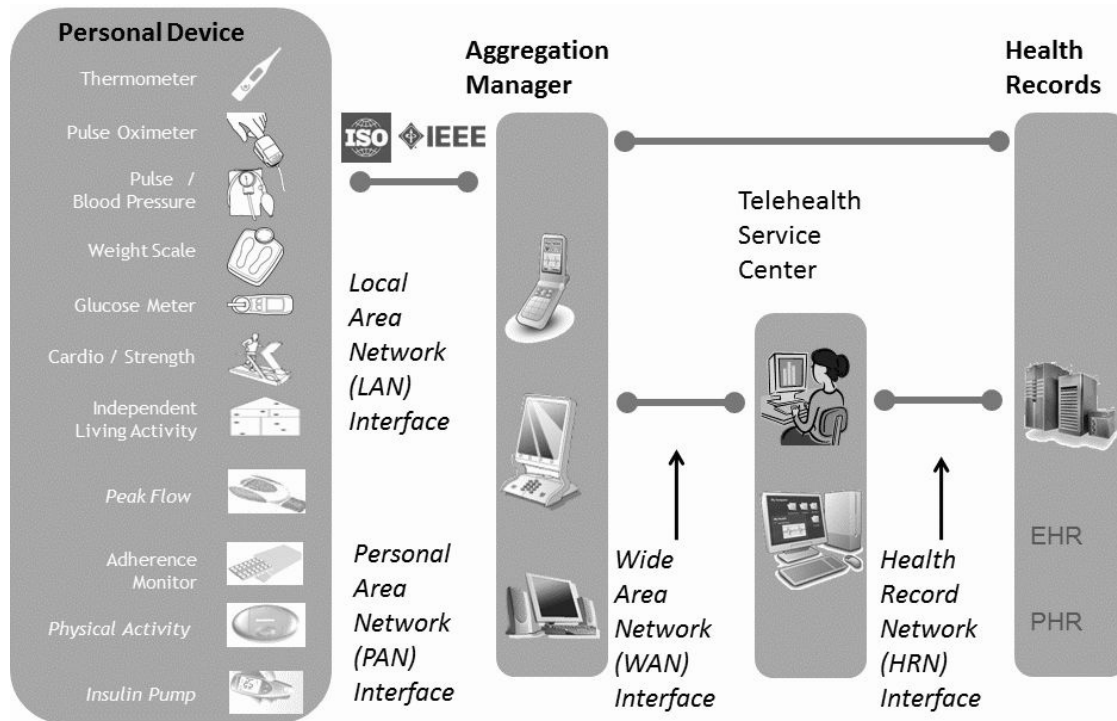 Personal Device
Thermometer
Pulse Oximeter
Pulse /
Blood Pressure
Weight Scale
Glucose Meter
Cardio / Strength
Independent
Living Activity
Peak Flow
Adherence
Monitor
Physical Activity
Insulin Pump
ISO
IEEE
Local
Area
Network
(LAN)
Interface
Personal
Area
Network
(PAN)
Interface
Aggregation
Manager
Wide
Area
Network
(WAN)
Interface
Telehealth
Service
Center
Health
Record
Network
(HRN)
Interface
Health
Records
EHR
PHR